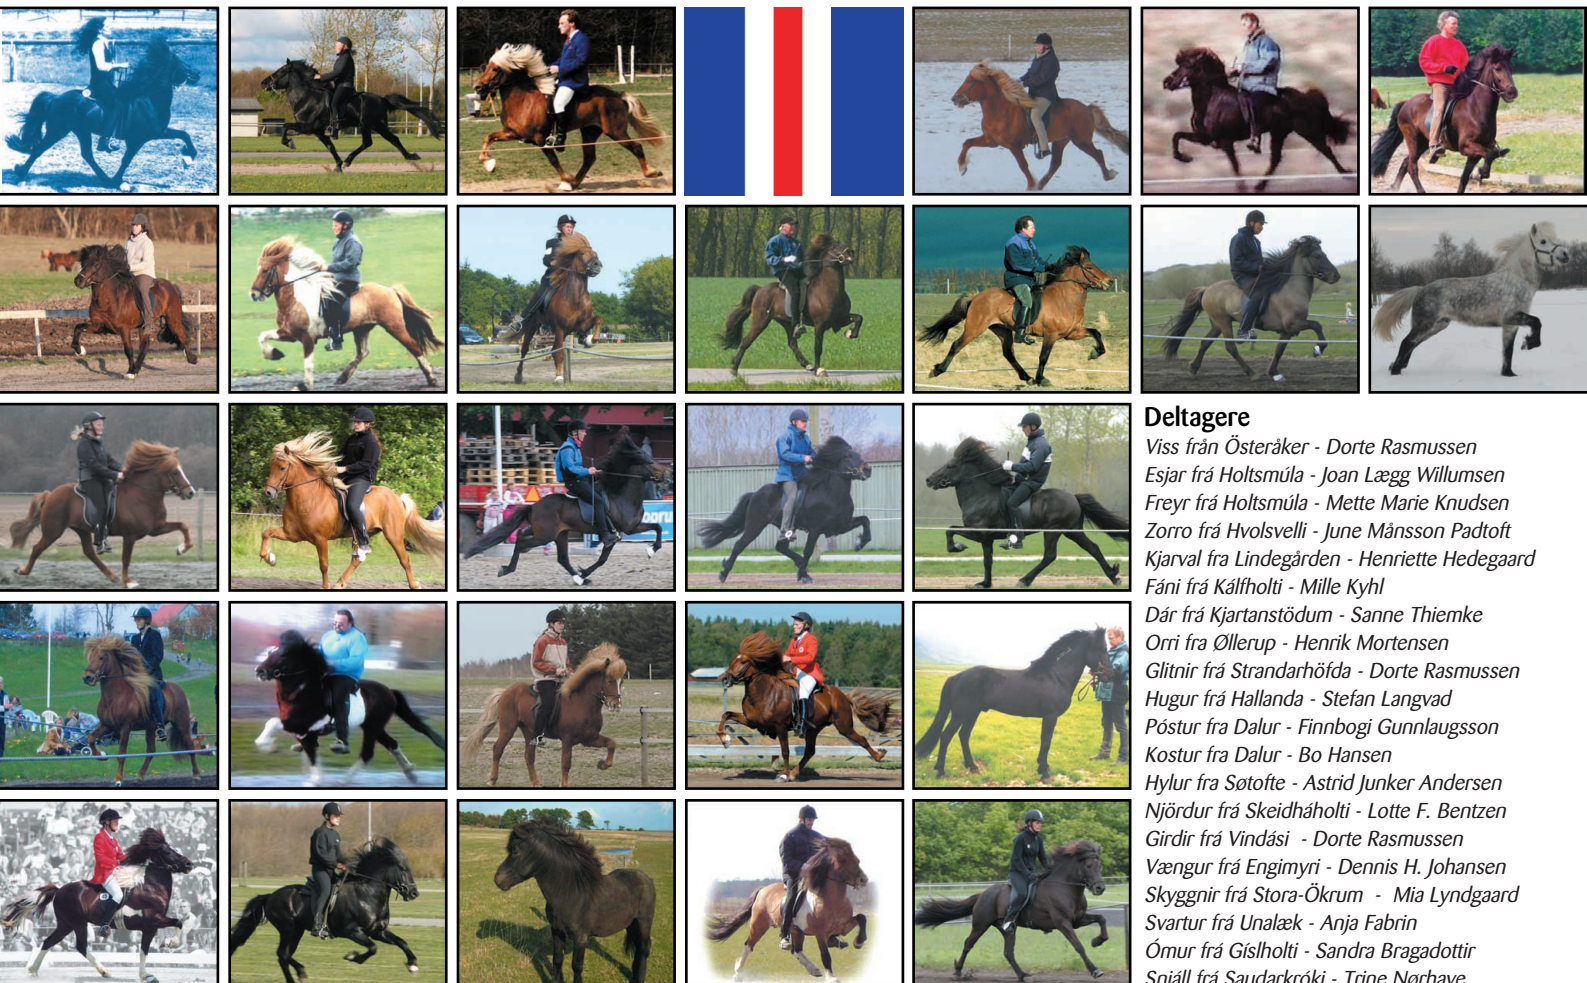 Deltagere
Viss från Österåker - Dorte Rasmussen
Esjar frá Holtsmúla - Joan Lægg Willumsen
Freyr frá Holtsmúla - Mette Marie Knudsen
Zorro frá Hvolsvelli - June Månsson Padtoft
Kjarval fra Lindegården - Henriette Hedegaard
Fáni frá Kálfholti - Mille Kyhl
Dár frá Kjartanstödum - Sanne Thiemke
Orri fra Øllerup - Henrik Mortensen
Glitnir frá Strandarhöfda - Dorte Rasmussen
Hugur frá Hallanda - Stefan Langvad
Póstur fra Dalur - Finnbogi Gunnlaugsson
Kostur fra Dalur - Bo Hansen
Hylur fra Søtofte - Astrid Junker Andersen
Njördur frá Skeidháholti - Lotte F. Bentzen
Girdir frá Vindási - Dorte Rasmussen
Vængur frá Engimyri - Dennis H. Johansen
Skyggnir frá Stora-Ökrum - Mia Lyndgaard
Svartur frá Unalæk - Anja Fabrin
Ómur frá Gíslholti - Sandra Bragadottir
Snjáll frá Saudarkróki - Trine Nørhave